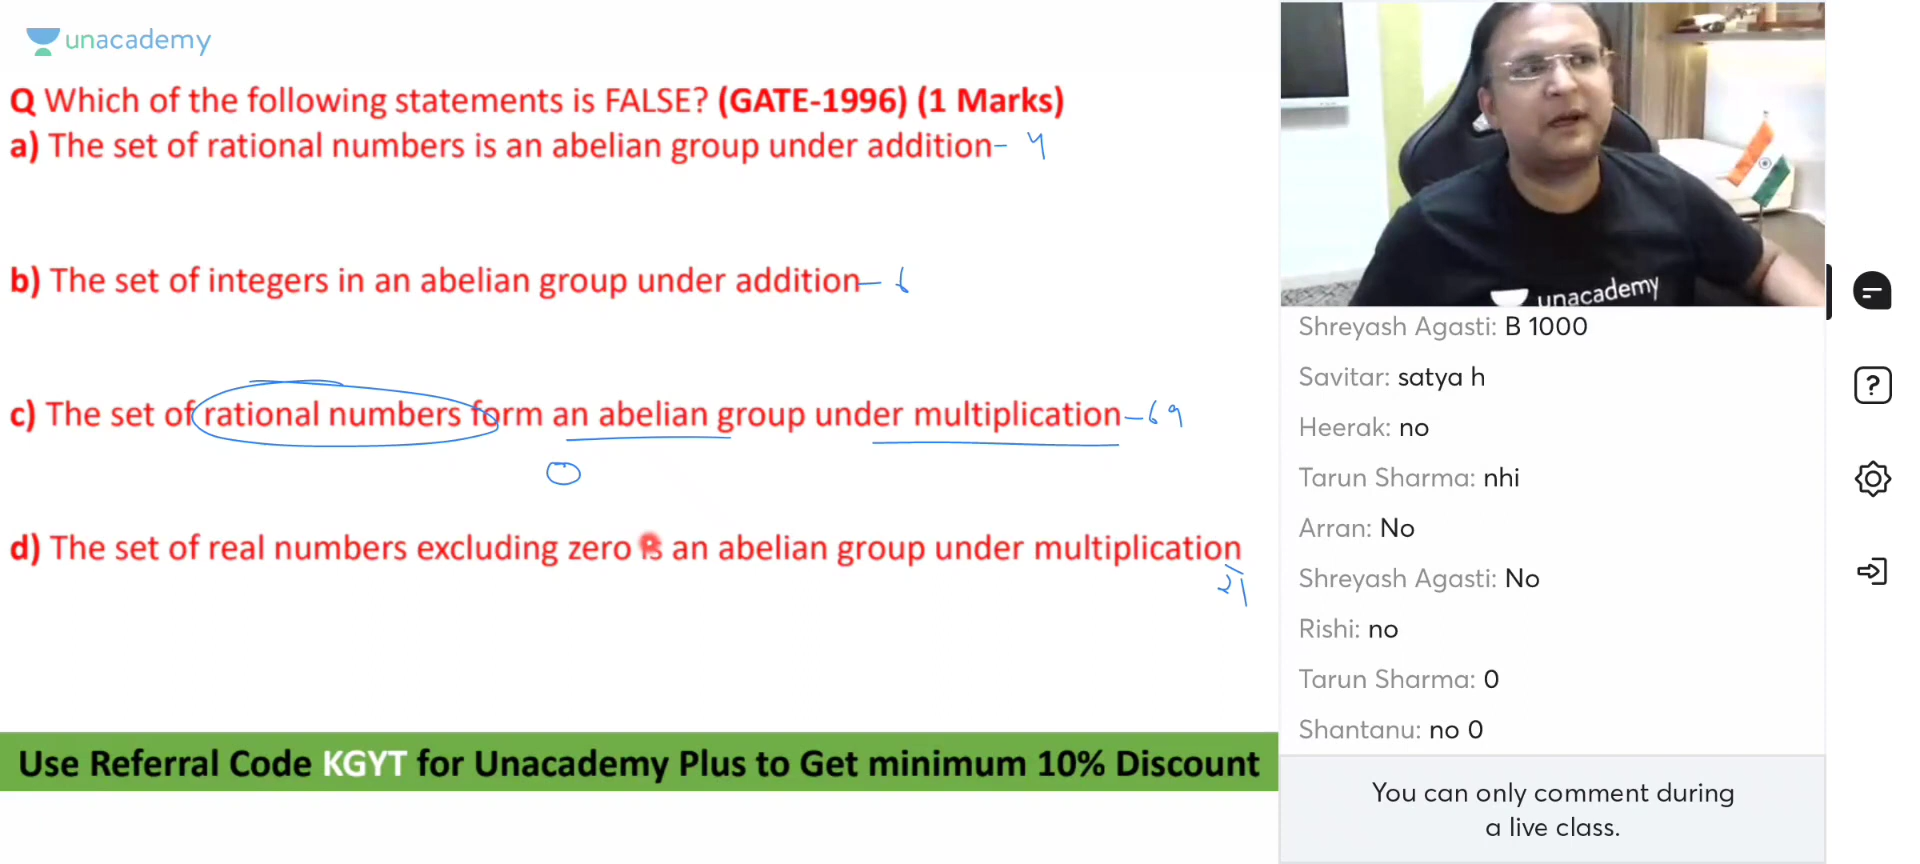 unacademy
Q Which of the following statements is FALSE? (GATE-1996) (1 Marks)
a) The set of rational numbers is an abelian group under addition- 4
b) The set of integers in an abelian group under addition- 6
c) The set of rational numbers form an abelian group under multiplication-69
0
d) The set of real numbers excluding zero is an abelian group under multiplication
21
Use Referral Code KGYT for Unacademy Plus to Get minimum 10% Discount
unacademy
Shreyash Agasti: B 1000
Savitar: satya h
Heerak: no
Tarun Sharma: nhi
Arran: No
Shreyash Agasti: No
Rishi: no
Tarun Sharma: 0
Shantanu: no 0
You can only comment during
a live class.